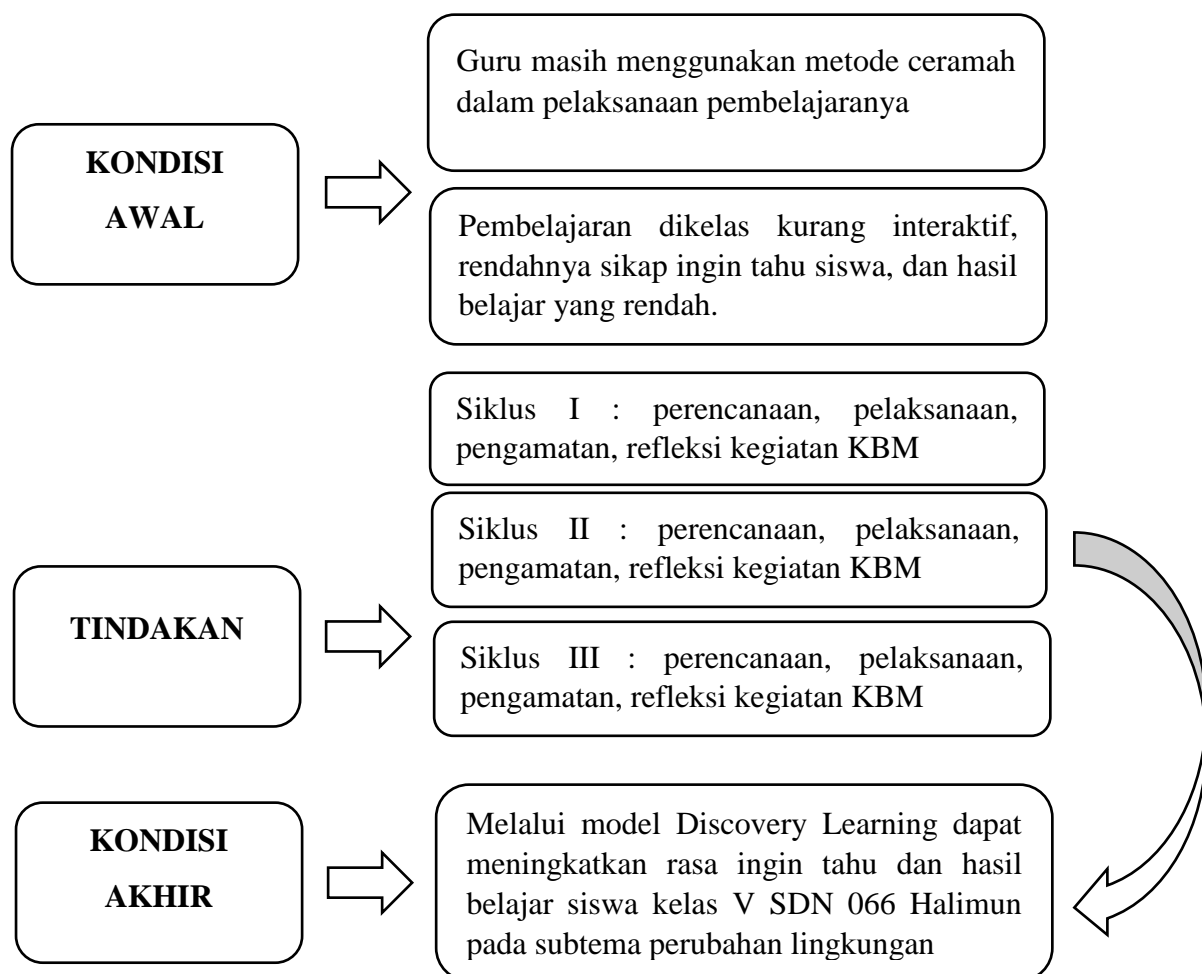 Guru masih menggunakan metode ceramah
dalam pelaksanaan pembelajaranya
KONDISI
AWAL
Pembelajaran dikelas kurang interaktif,
rendahnya sikap ingin tahu siswa, dan hasil
belajar yang rendah.
Siklus I : perencanaan, pelaksanaan,
pengamatan, refleksi kegiatan KBM
Siklus II : perencanaan, pelaksanaan,
pengamatan, refleksi kegiatan KBM
TINDAKAN
Siklus III : perencanaan, pelaksanaan,
pengamatan, refleksi kegiatan KBM
KONDISI
AKHIR
Melalui model Discovery Learning dapat
meningkatkan rasa ingin tahu dan hasil
belajar siswa kelas V SDN 066 Halimun
pada subtema perubahan lingkungan